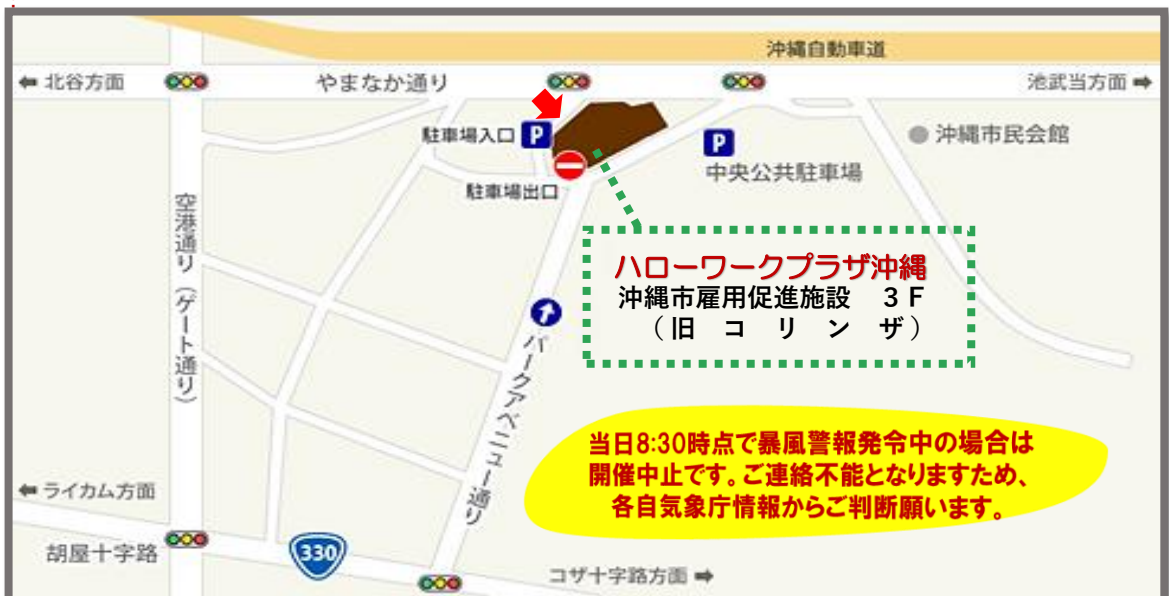 沖縄自動車道
⬅ 北谷方面
やまなか通り
池武当方面 ➡
駐車場入口 P
P
沖縄市民会館
中央公共駐車場
駐車場出口
空港通り(ゲート通り)
ハローワークプラザ沖縄
沖縄市雇用促進施設 3F
(旧 コ リ ン ザ)
パークアベニュー通り
当日8:30時点で暴風警報発令中の場合は
開催中止です。ご連絡不能となりますため、
各自気象庁情報からご判断願います。
⬅ ライカム方面
胡屋十字路
330
コザ十字路方面 ➡